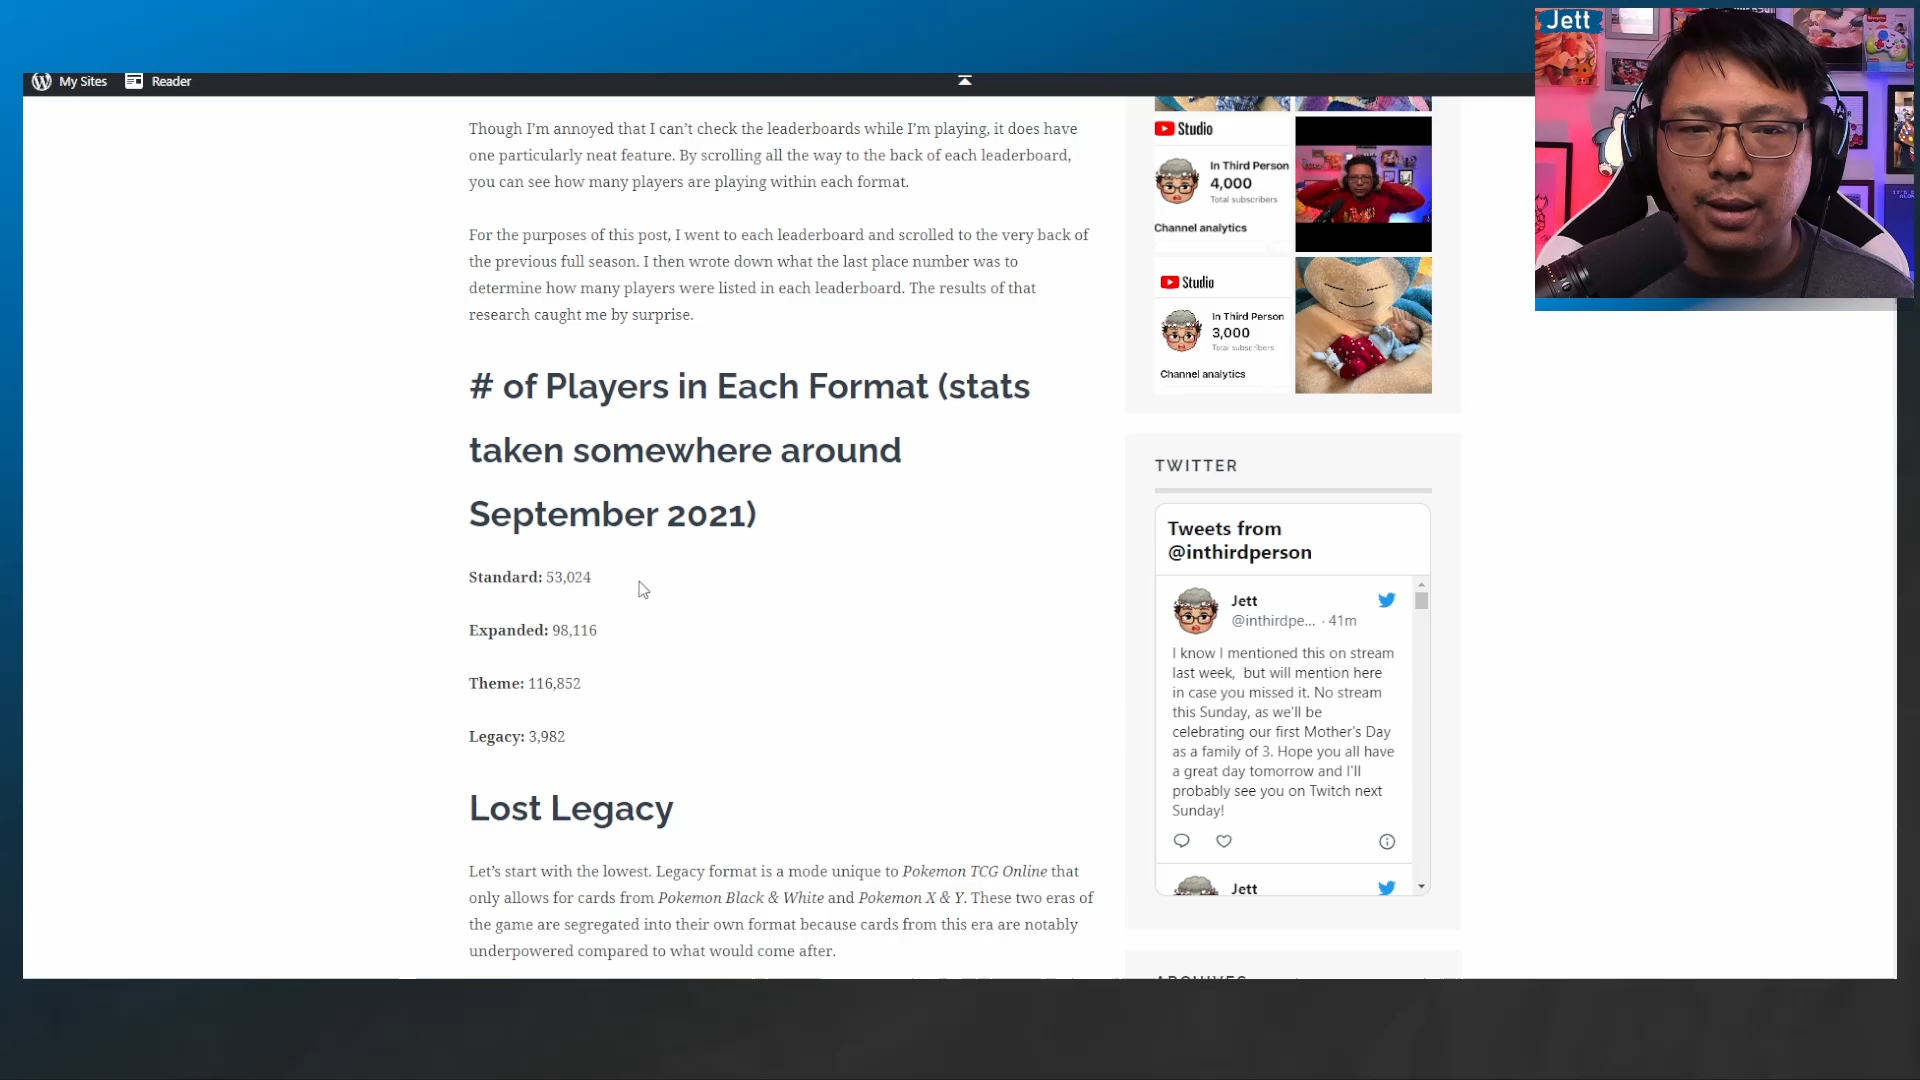 Jett
My Sites
Reader
Though I'm annoyed that I can't check the leaderboards while I'm playing, it does have
one particularly neat feature. By scrolling all the way to the back of each leaderboard,
you can see how many players are playing within each format.
For the purposes of this post, I went to each leaderboard and scrolled to the very back of
the previous full season. I then wrote down what the last place number was to
determine how many players were listed in each leaderboard. The results of that
research caught me by surprise.
# of Players in Each Format (stats
taken somewhere around
September 2021)
Standard: 53,024
Expanded: 98,116
Theme: 116,852
Legacy: 3,982
Lost Legacy
Let's start with the lowest. Legacy format is a mode unique to Pokemon TCG Online that
only allows for cards from Pokemon Black & White and Pokemon X & Y. These two eras of
the game are segregated into their own format because cards from this era are notably
underpowered compared to what would come after.
Studio
In Third Person
4,000
Total subscribers
Channel analytics
Studio
In Third Person
3,000
Total subscribers
Channel analytics
TWITTER
Tweets from
@inthirdperson
Jett
@inthirdpe... · 41m
I know I mentioned this on stream
last week, but will mention here
in case you missed it. No stream
this Sunday, as we'll be
celebrating our first Mother's Day
as a family of 3. Hope you all have
a great day tomorrow and I'll
probably see you on Twitch next
Sunday!
Jett
ARCHIVES